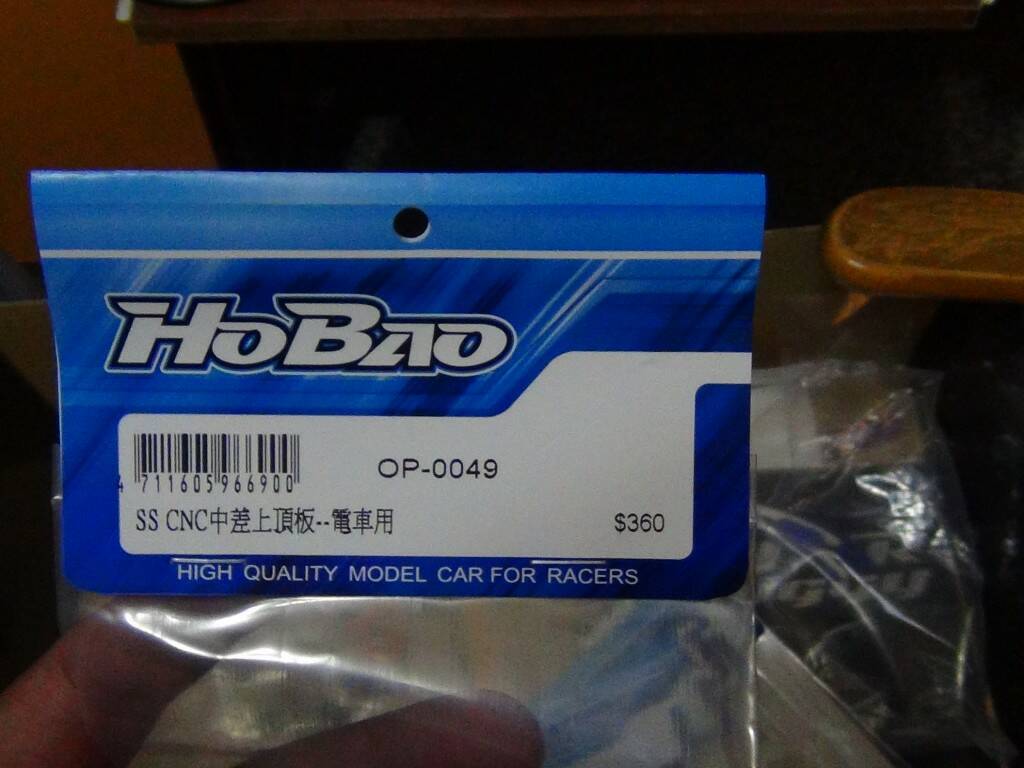 HoBao
OP-0049
4 711605 966900
SS CNC中差上頂板--電車用
$360
HIGH QUALITY MODEL CAR FOR RACERS